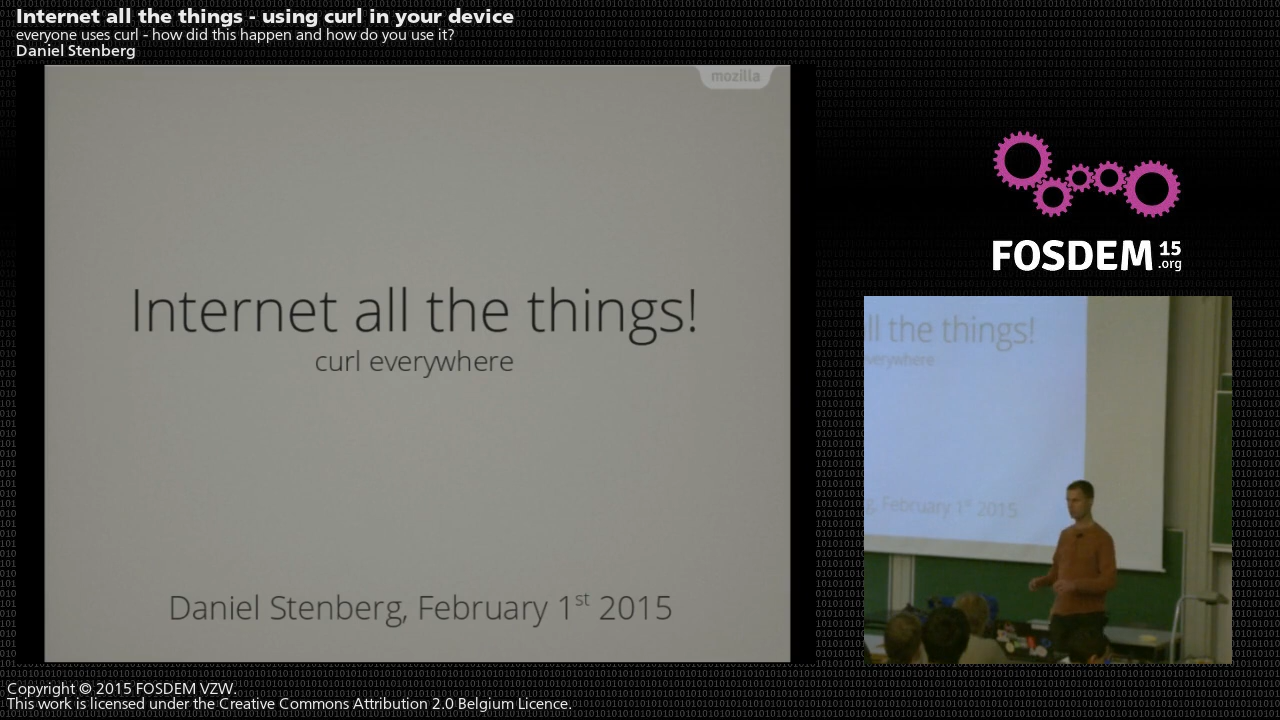 Internet all the things - using curl in your device
everyone uses curl - how did this happen and how do you use it?
Daniel Stenberg
mozilla
Internet all the things!
curl everywhere
Daniel Stenberg, February 1st 2015
FOSDEM 15
.org
ll the things!
verywhere
g, February 1st 2015
Copyright © 2015 FOSDEM VZW.
This work is licensed under the Creative Commons Attribution 2.0 Belgium Licence.